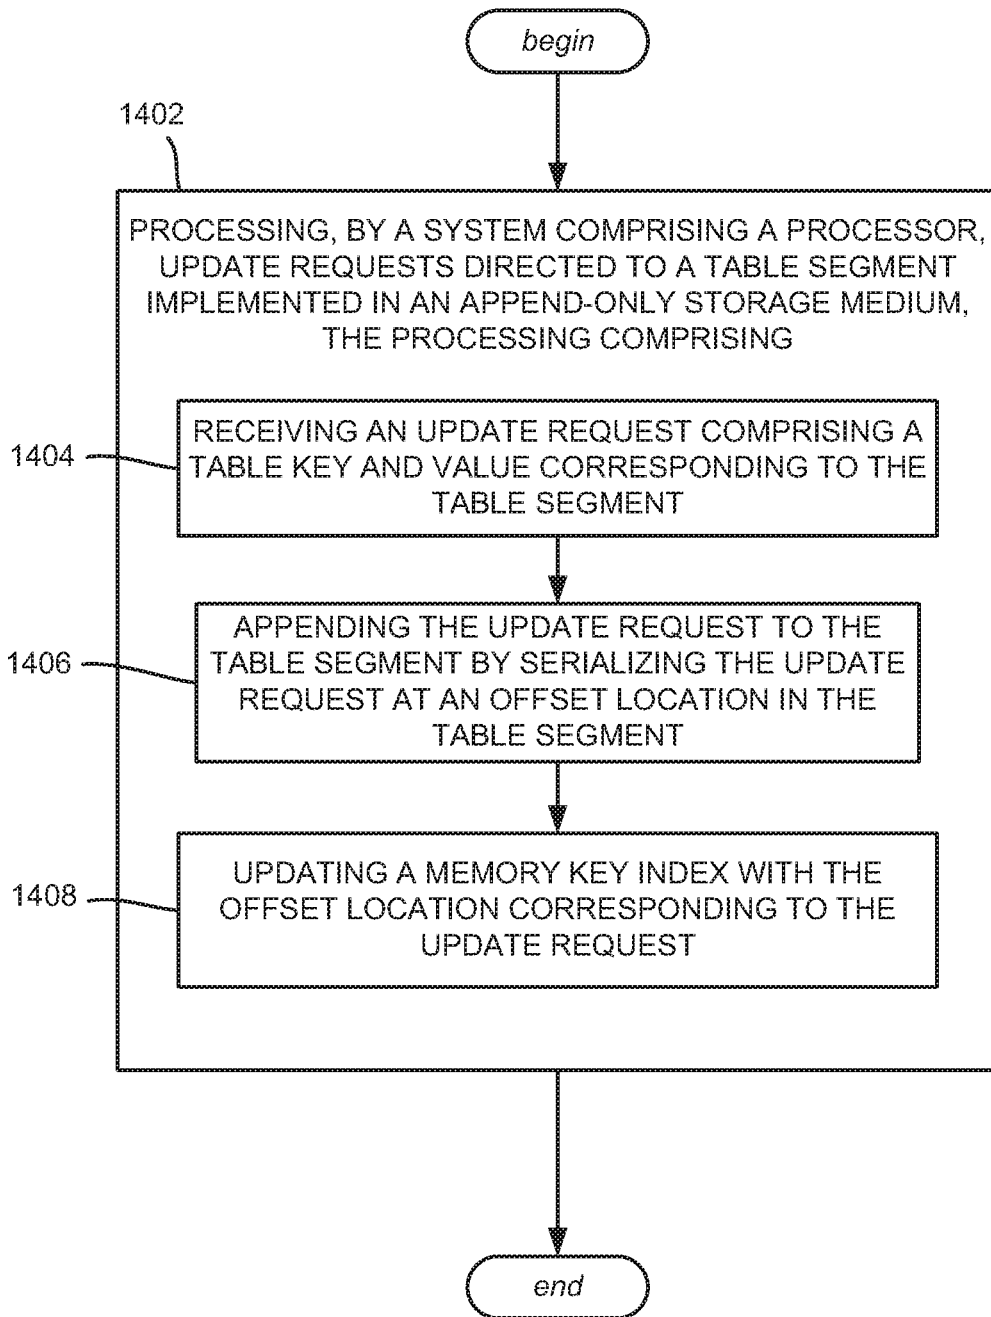 begin
1402
PROCESSING, BY A SYSTEM COMPRISING A PROCESSOR,
UPDATE REQUESTS DIRECTED TO A TABLE SEGMENT
IMPLEMENTED IN AN APPEND-ONLY STORAGE MEDIUM,
THE PROCESSING COMPRISING
1404
RECEIVING AN UPDATE REQUEST COMPRISING A
TABLE KEY AND VALUE CORRESPONDING TO THE
TABLE SEGMENT
1406
APPENDING THE UPDATE REQUEST TO THE
TABLE SEGMENT BY SERIALIZING THE UPDATE
REQUEST AT AN OFFSET LOCATION IN THE
TABLE SEGMENT
1408
UPDATING A MEMORY KEY INDEX WITH THE
OFFSET LOCATION CORRESPONDING TO THE
UPDATE REQUEST
end